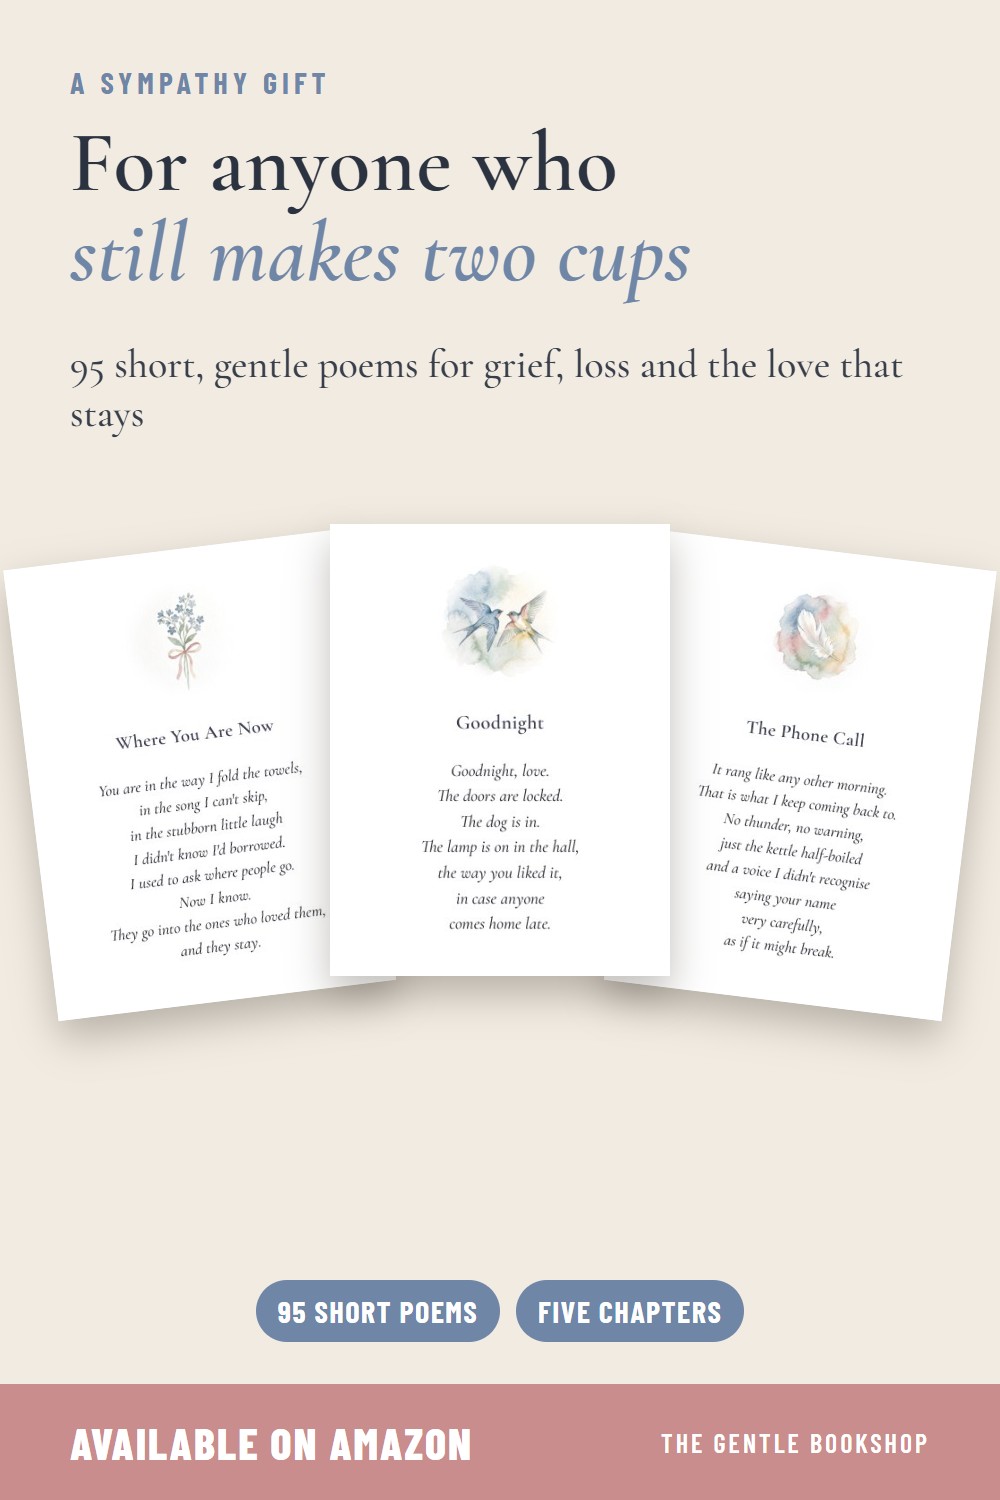 A SYMPATHY GIFT
For anyone who
still makes two cups
95 short, gentle poems for grief, loss and the love that
stays
Where You Are Now
You are in the way I fold the towels,
in the song I can't skip,
in the stubborn little laugh
I didn't know I'd borrowed.
I used to ask where people go.
Now I know.
They go into the ones who loved them,
and they stay.
Goodnight
Goodnight, love.
The doors are locked.
The dog is in.
The lamp is on in the hall,
the way you liked it,
in case anyone
comes home late.
The Phone Call
It rang like any other morning.
That is what I keep coming back to.
No thunder, no warning,
just the kettle half-boiled
and a voice I didn't recognise
saying your name
very carefully,
as if it might break.
95 SHORT POEMS
FIVE CHAPTERS
AVAILABLE ON AMAZON
THE GENTLE BOOKSHOP